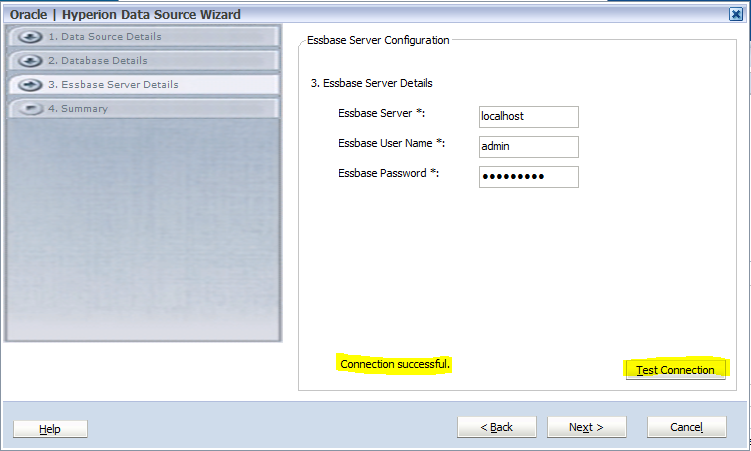 Oracle | Hyperion Data Source Wizard
1. Data Source Details
2. Database Details
3. Essbase Server Details
4. Summary
Essbase Server Configuration
3. Essbase Server Details
Essbase Server *:
localhost
Essbase User Name *:
admin
Essbase Password *:
•••••••••
Connection successful.
Test Connection
Help
< Back
Next >
Cancel